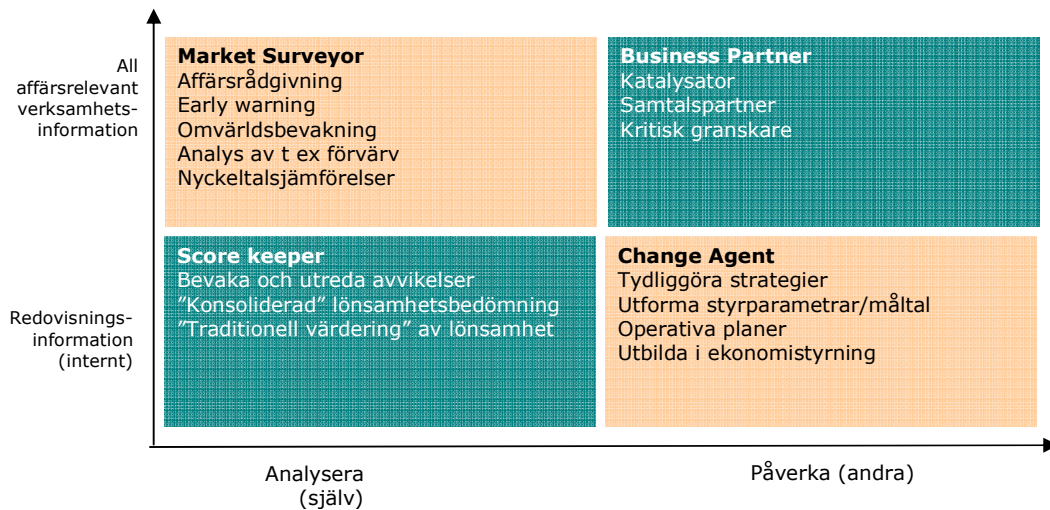 All
affärsrelevant
verksamhets-
information
Market Surveyor
Affärsrådgivning
Early warning
Omvärldsbevakning
Analys av t ex förvärv
Nyckeltalsjämförelser
Business Partner
Katalysator
Samtalspartner
Kritisk granskare
Redovisnings-
information
(internt)
Score keeper
Bevaka och utreda avvikelser
”Konsoliderad” lönsamhetsbedömning
”Traditionell värdering” av lönsamhet
Change Agent
Tydliggöra strategier
Utforma styrparametrar/måltal
Operativa planer
Utbilda i ekonomistyrning
Analysera
(själv)
Påverka (andra)